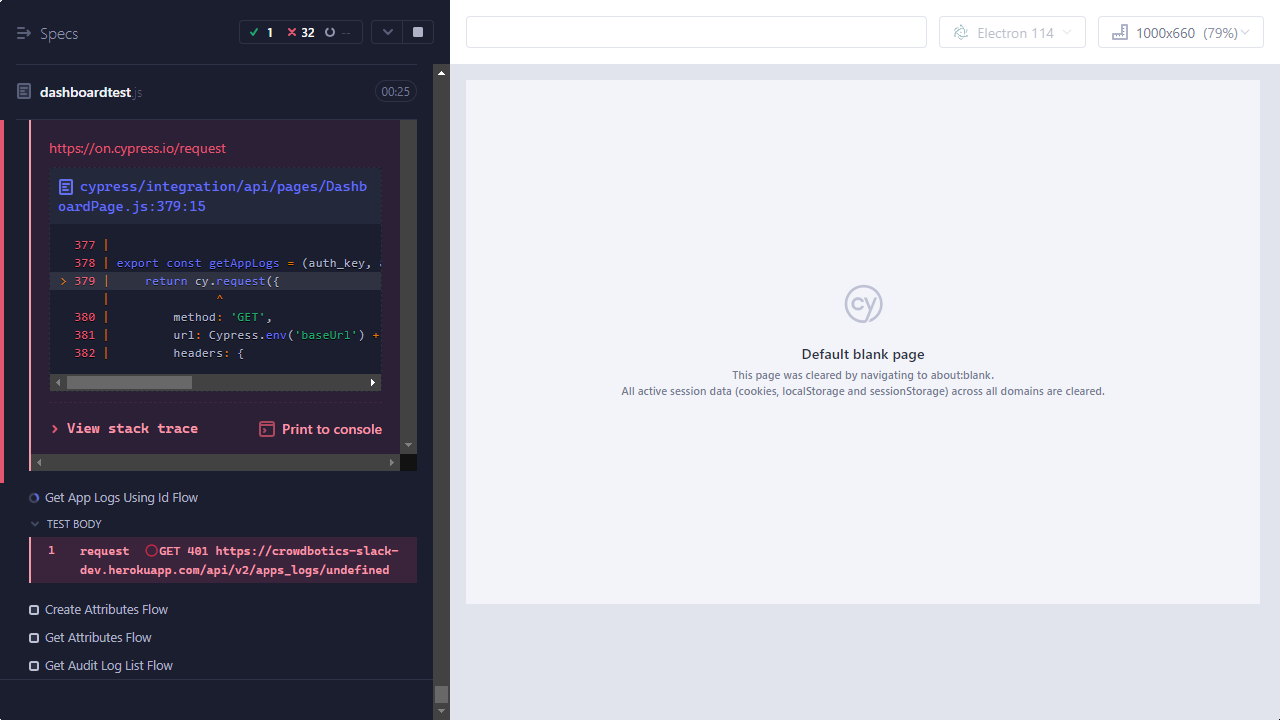 Specs
1
32
--
dashboardtest.js
00:25
https://on.cypress.io/request
cypress/integration/api/pages/Dashb
oardPage.js:379:15
377 |
378 | export const getAppLogs = (auth_key,
> 379 |     return cy.request({
|               ^
380 |         method: 'GET',
381 |         url: Cypress.env('baseUrl') +
382 |         headers: {
> View stack trace
Print to console
Get App Logs Using Id Flow
TEST BODY
1 request GET 401 https://crowdbotics-slack-
dev.herokuapp.com/api/v2/apps_logs/undefined
Create Attributes Flow
Get Attributes Flow
Get Audit Log List Flow
Electron 114
1000x660 (79%)
cy
Default blank page
This page was cleared by navigating to about:blank.
All active session data (cookies, localStorage and sessionStorage) across all domains are cleared.